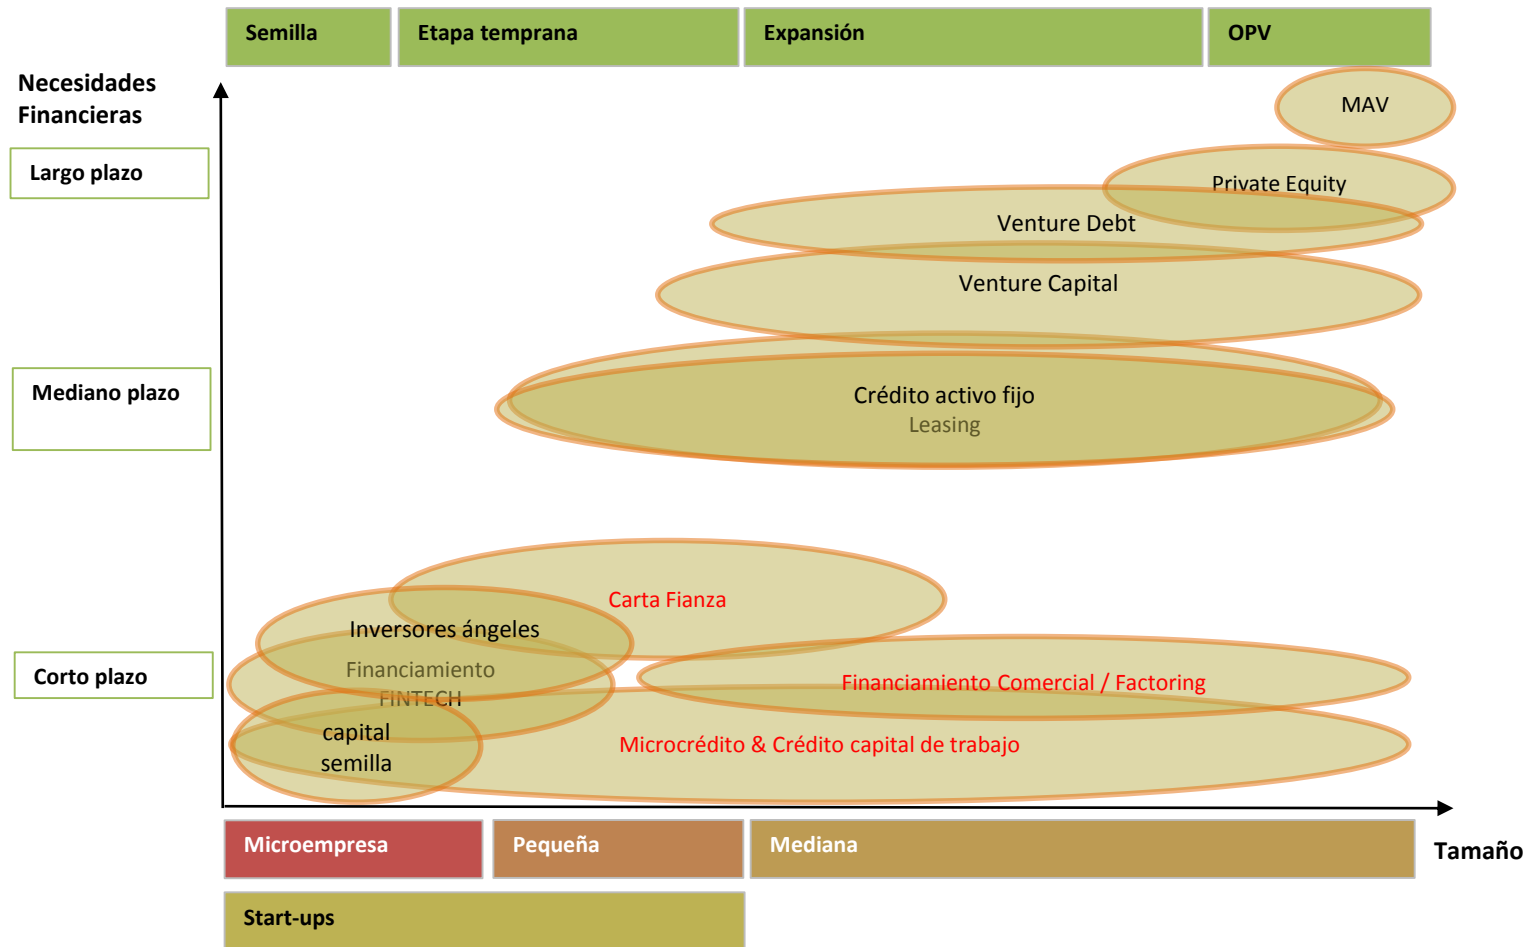 Semilla
Etapa temprana
Expansión
OPV
Necesidades
Financieras
MAV
Largo plazo
Private Equity
Venture Debt
Venture Capital
Mediano plazo
Crédito activo fijo
Leasing
Carta Fianza
Inversores ángeles
Corto plazo
Financiamiento
FINTECH
Financiamiento Comercial / Factoring
capital
semilla
Microcrédito & Crédito capital de trabajo
Microempresa
Pequeña
Mediana
Tamaño
Start-ups